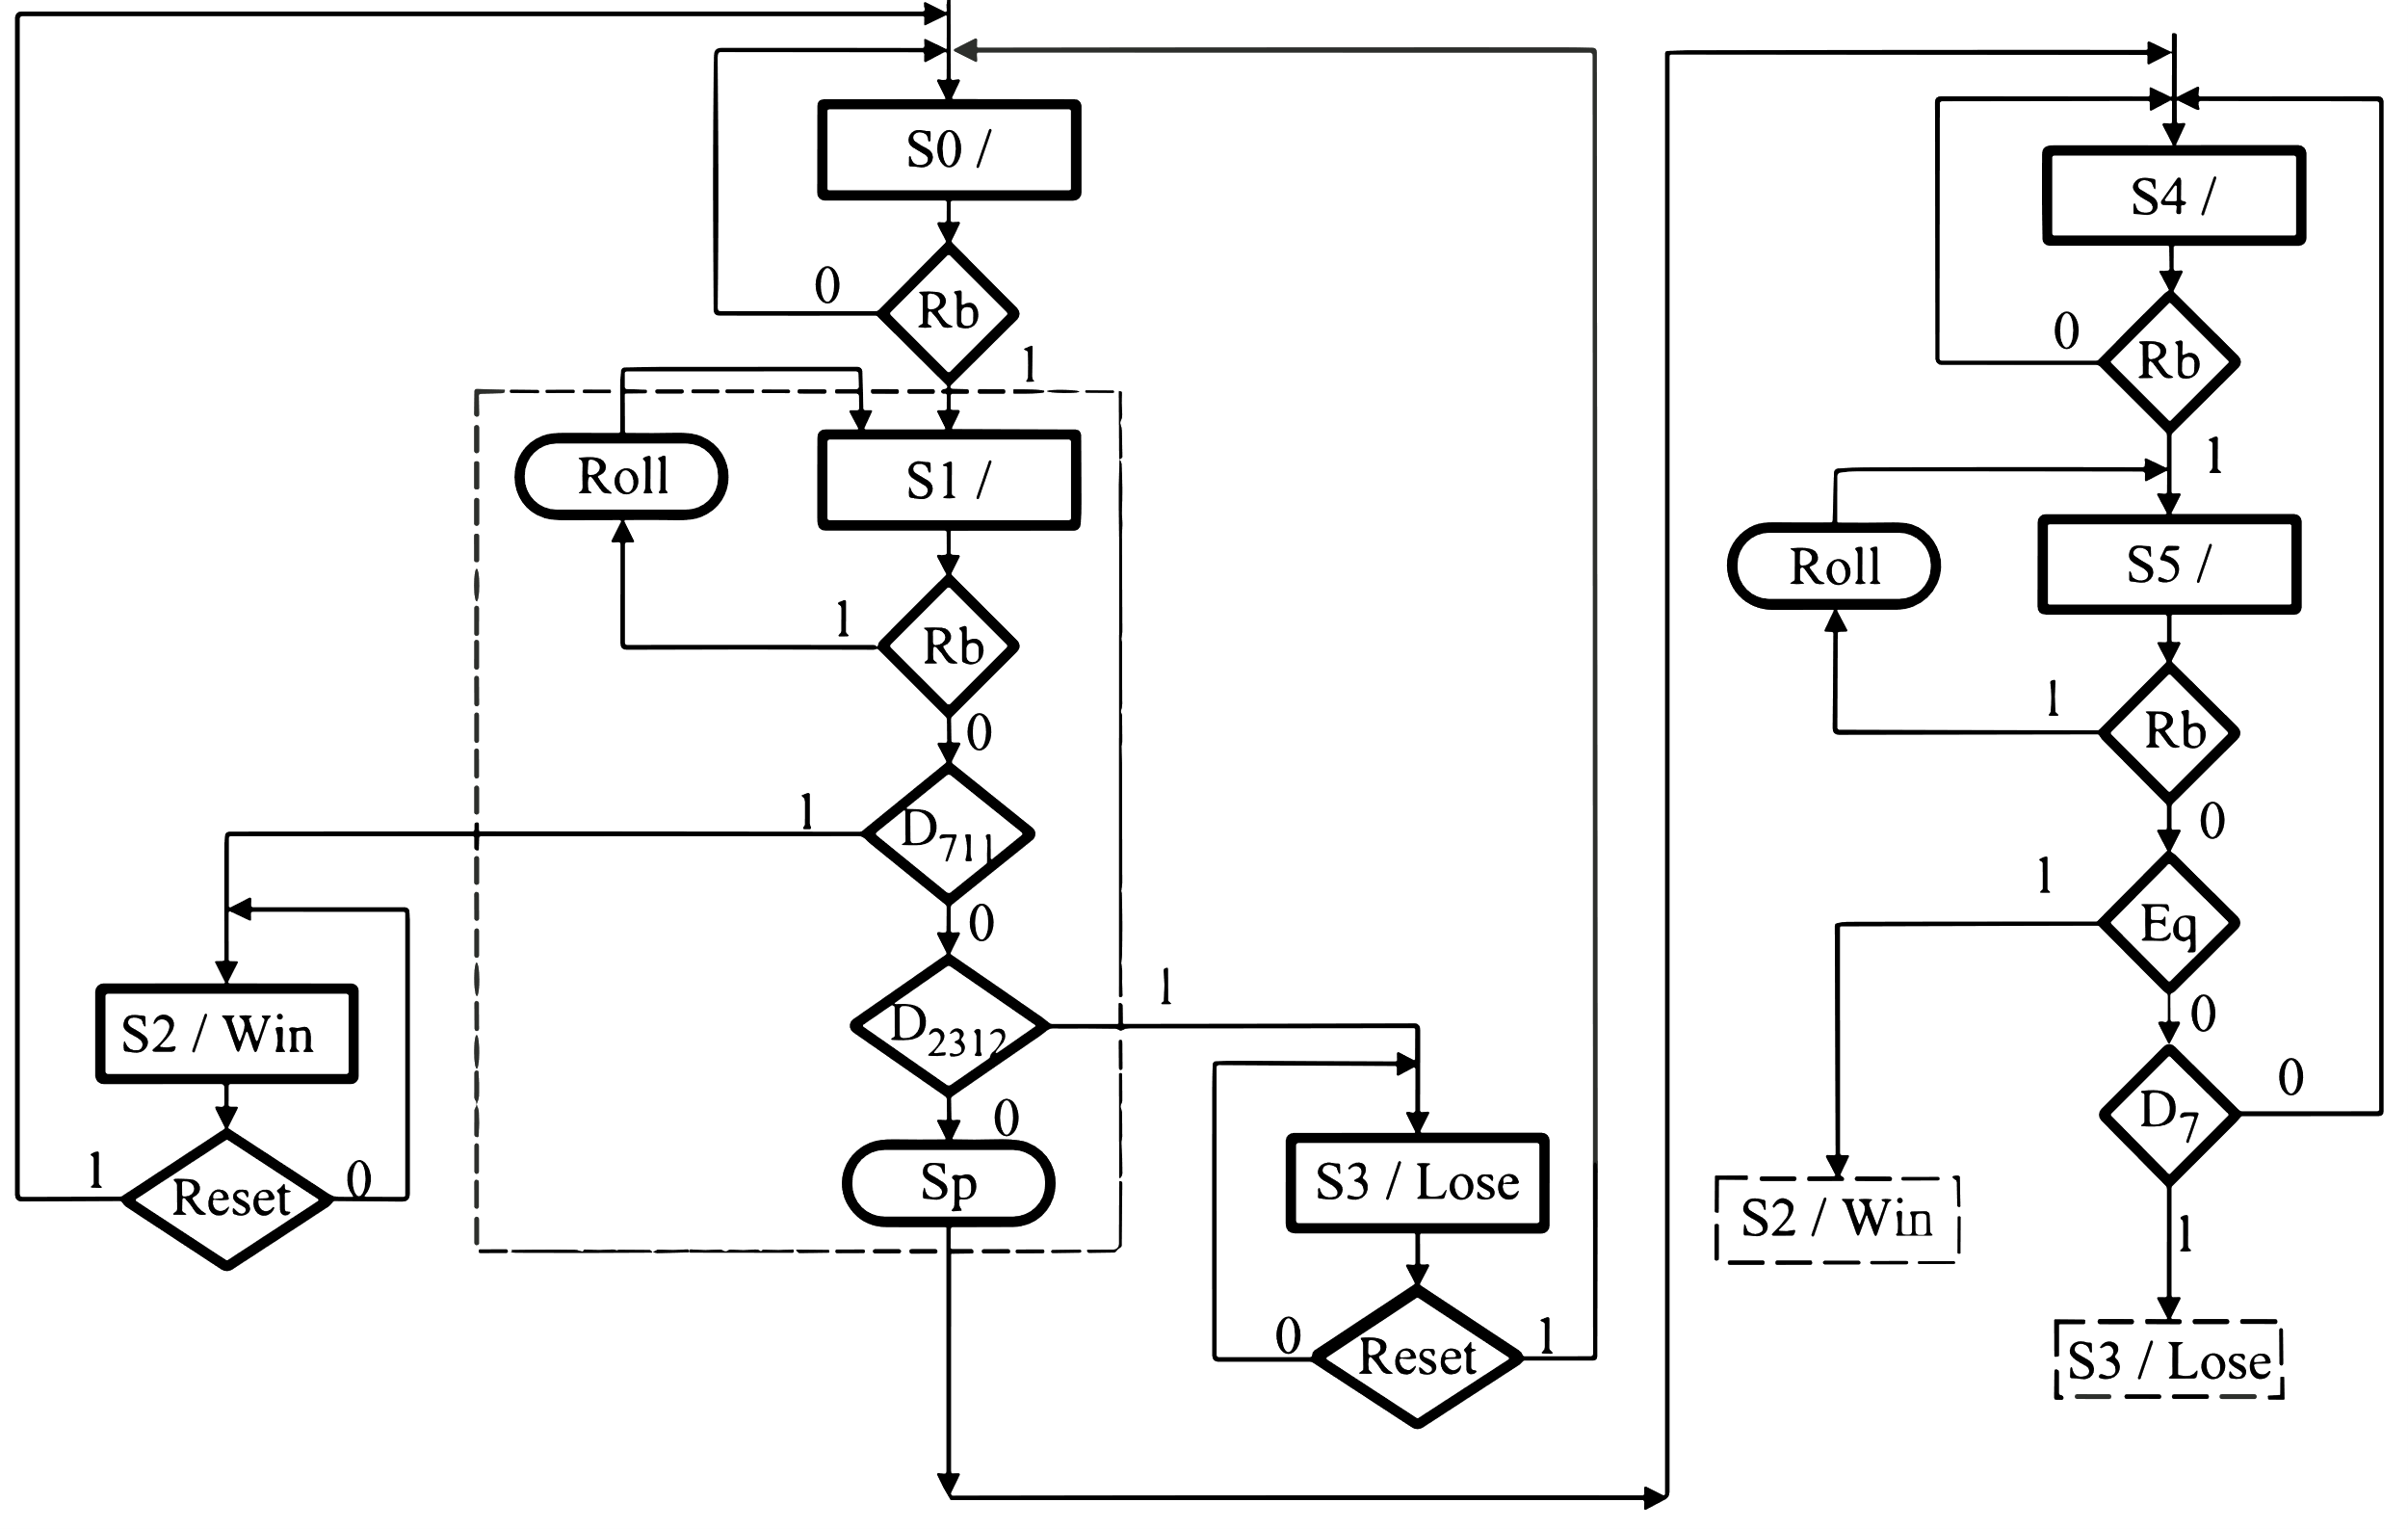 S0 /
0
Rb
1
Roll
S1 /
1
Rb
0
1
D₇₁₁
0
D₂₃₁₂
1
0
Sp
S2 / Win
1
Reset
0
S3 / Lose
0
Reset
1
S4 /
0
Rb
1
Roll
S5 /
1
Rb
0
1
Eq
0
D₇
0
1
S2 / Win
S3 / Lose